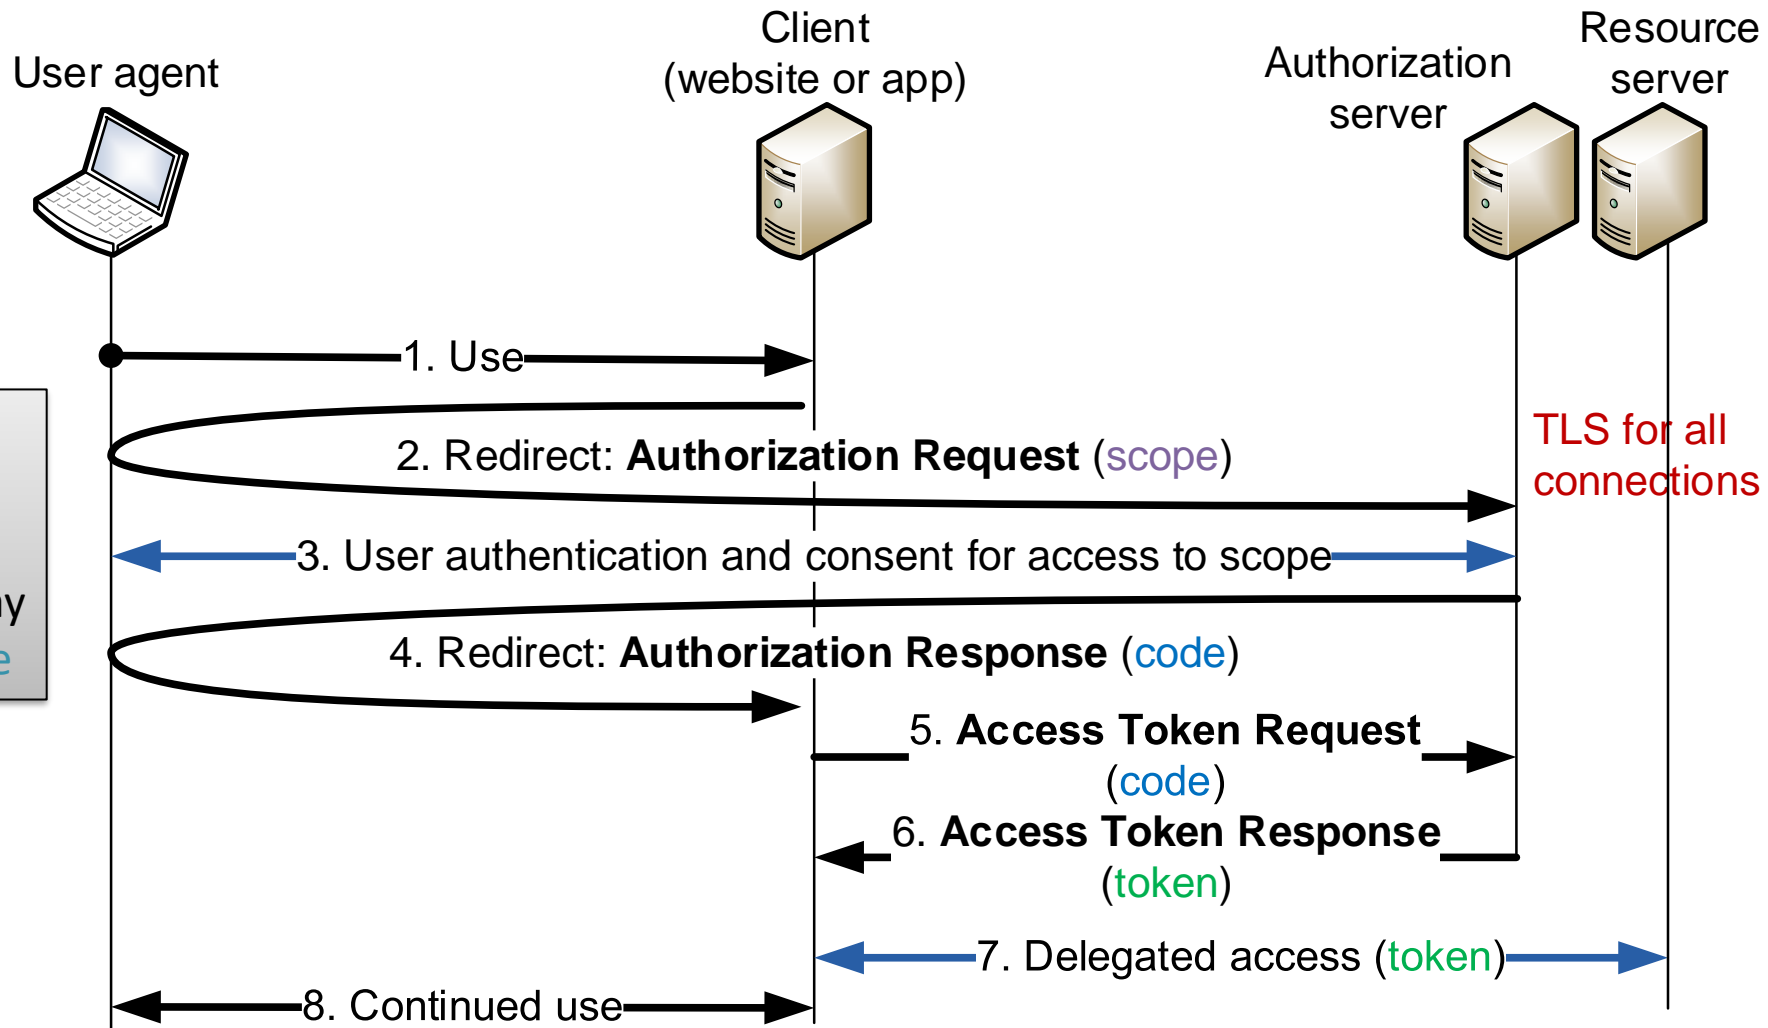 User agent
Client
(website or app)
Authorization
server
Resource
server
1. Use
2. Redirect: Authorization Request (scope)
TLS for all
connections
3. User authentication and consent for access to scope
4. Redirect: Authorization Response (code)
5. Access Token Request
(code)
6. Access Token Response
(token)
7. Delegated access (token)
8. Continued use